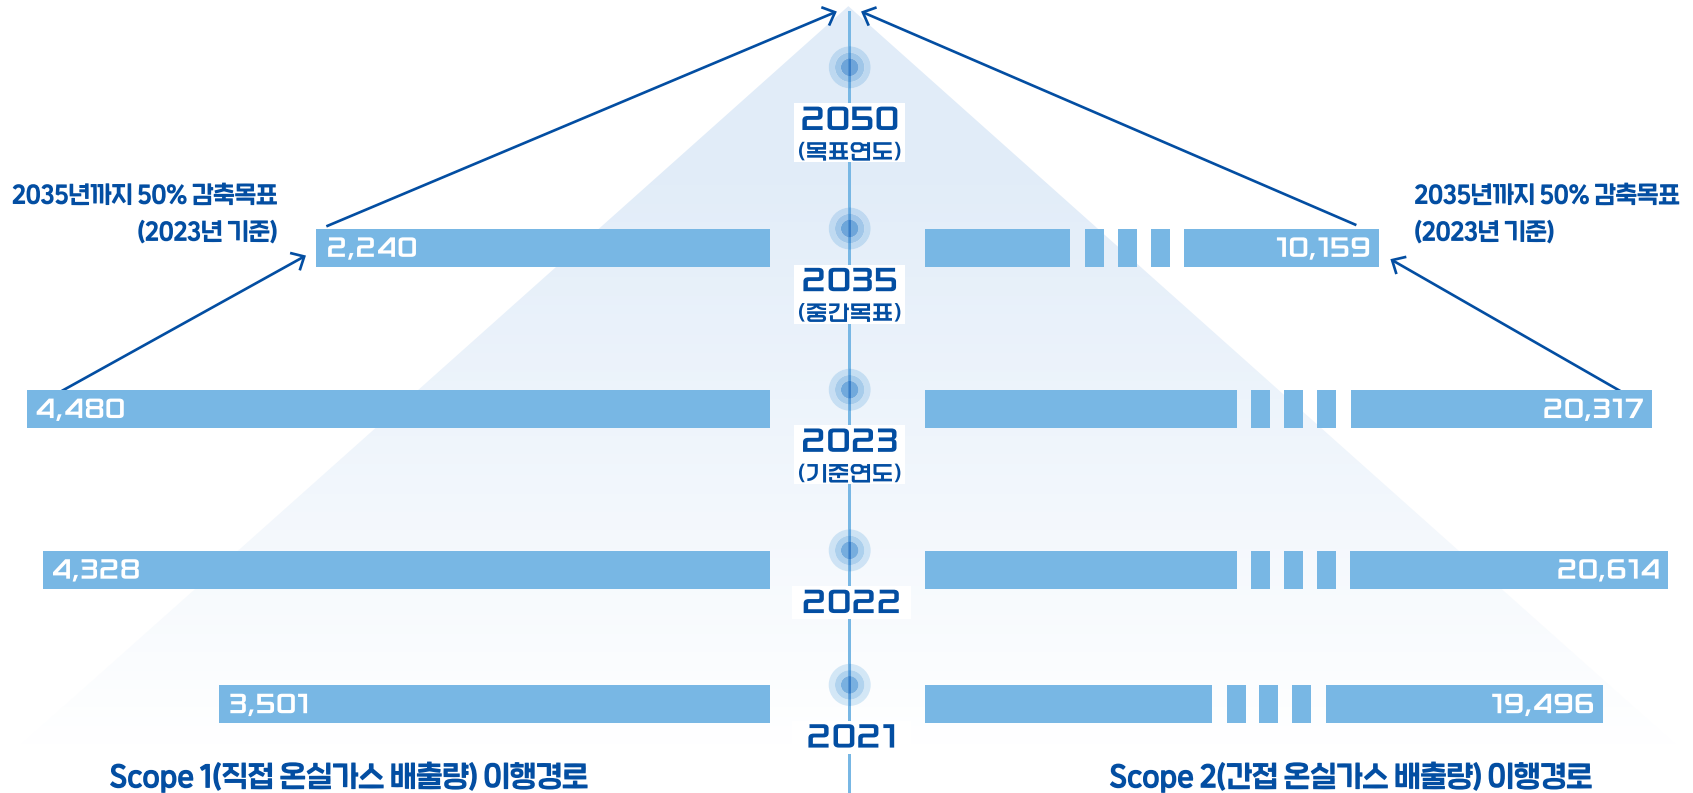 2050
(목표연도)
2035년까지 50% 감축목표
(2023년 기준)
2035년까지 50% 감축목표
(2023년 기준)
2,240
10,159
2035
(중간목표)
4,480
20,317
2023
(기준연도)
4,328
20,614
2022
3,501
19,496
2021
Scope 1(직접 온실가스 배출량) 이행경로
Scope 2(간접 온실가스 배출량) 이행경로